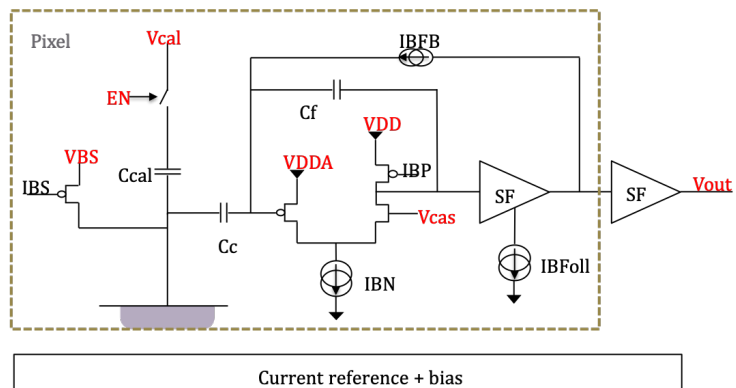 Pixel
Vcal
IBFB
EN
Cf
VDD
VBS
Ccal
VDDA
IBP
IBS
SF
SF
Vout
Vcas
Cc
IBN
IBFoll
Current reference + bias